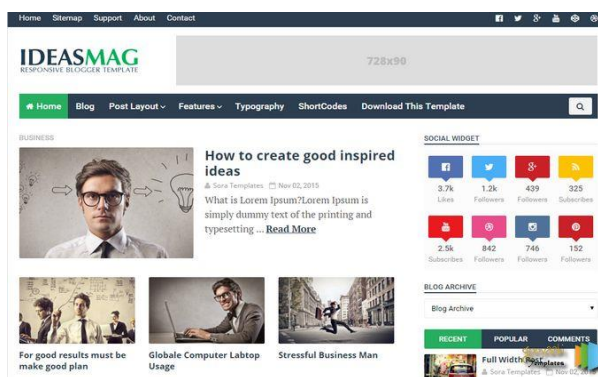 Home Sitemap Support About Contact
IDEASMAG
RESPONSIVE BLOGGER TEMPLATE
728x90
Home Blog Post Layout Features Typography ShortCodes Download This Template
BUSINESS
How to create good inspired
ideas
Sora Templates Nov 02, 2015
What is Lorem Ipsum?Lorem Ipsum is
simply dummy text of the printing and
typesetting ... Read More
For good results must be
make good plan
Globale Computer Labtop
Usage
Stressful Business Man
SOCIAL WIDGET
3.7k 1.2k 439 325
Likes Followers Followers Subscribes
2.5k 842 746 152
Subscribes Followers Followers Followers
BLOG ARCHIVE
Blog Archive
RECENT POPULAR COMMENTS
Full Width Post
Sora Templates Nov 02, 2015
Templates